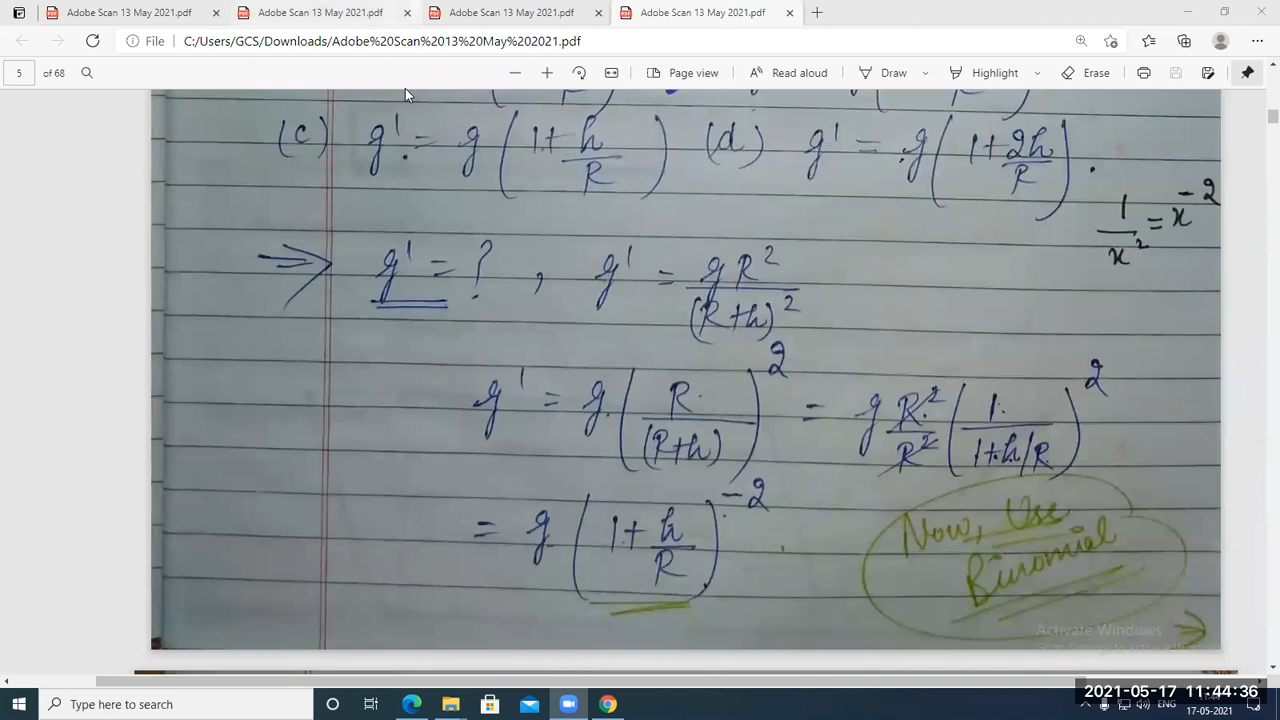 Adobe Scan 13 May 2021.pdf Adobe Scan 13 May 2021.pdf Adobe Scan 13 May 2021.pdf Adobe Scan 13 May 2021.pdf
File C:/Users/GCS/Downloads/Adobe%20Scan%2013%20May%202021.pdf
5 of 68 Page view Read aloud Draw Highlight Erase
(c) g' = g (1 + h/R) (d) g' = g (1 + 2h/R).
1/x² = x⁻²
⇒ g' = ? , g' = gR²/(R+h)²
g' = g (R/(R+h))² = g R²/R² (1/(1+h/R))²
= g (1 + h/R)⁻²
Now, Use
Binomial
→
Activate Windows
Type here to search
ENG
17-05-2021
2021-05-17 11:44:36